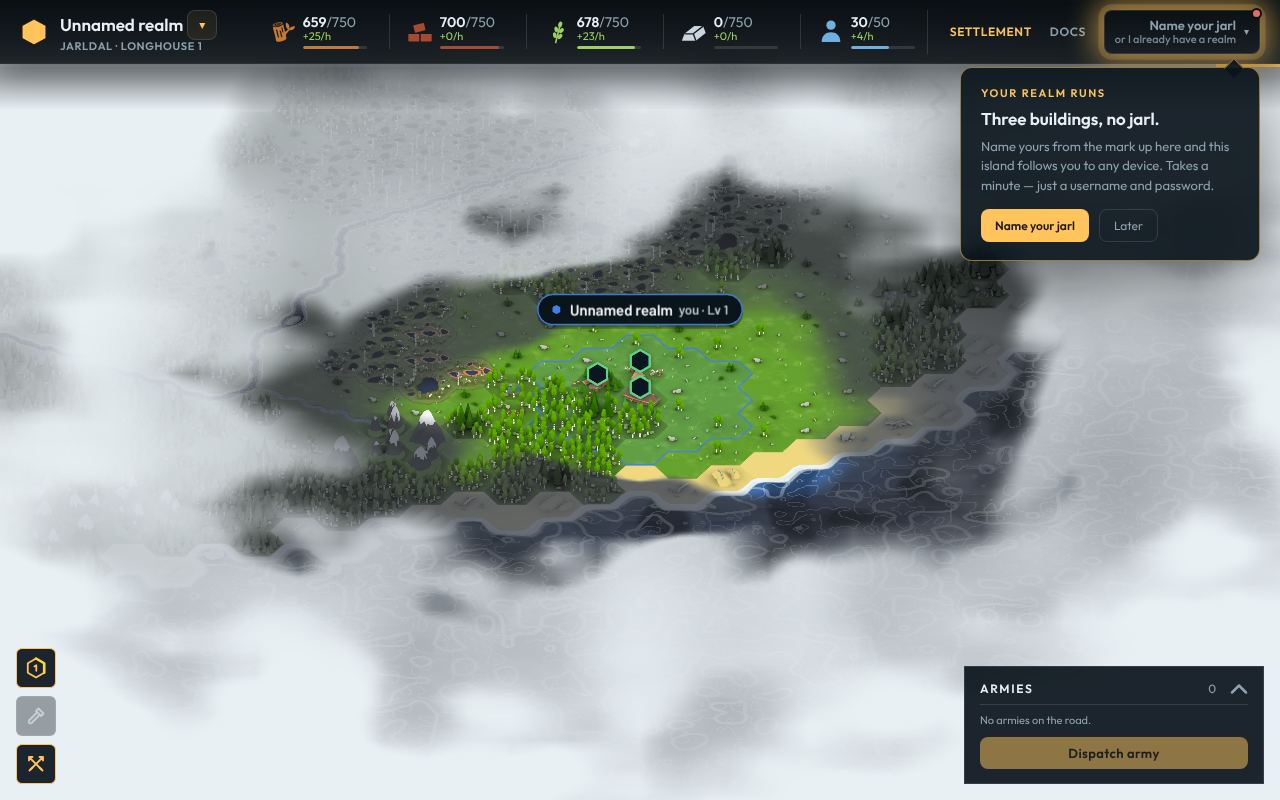 Unnamed realm
JARLDAL · LONGHOUSE 1
659/750
+25/h
700/750
+0/h
678/750
+23/h
0/750
+0/h
30/50
+4/h
SETTLEMENT
DOCS
Name your jarl
or I already have a realm
YOUR REALM RUNS
Three buildings, no jarl.
Name yours from the mark up here and this
island follows you to any device. Takes a
minute — just a username and password.
Name your jarl
Later
Unnamed realm you · Lv 1
1
ARMIES
0
No armies on the road.
Dispatch army